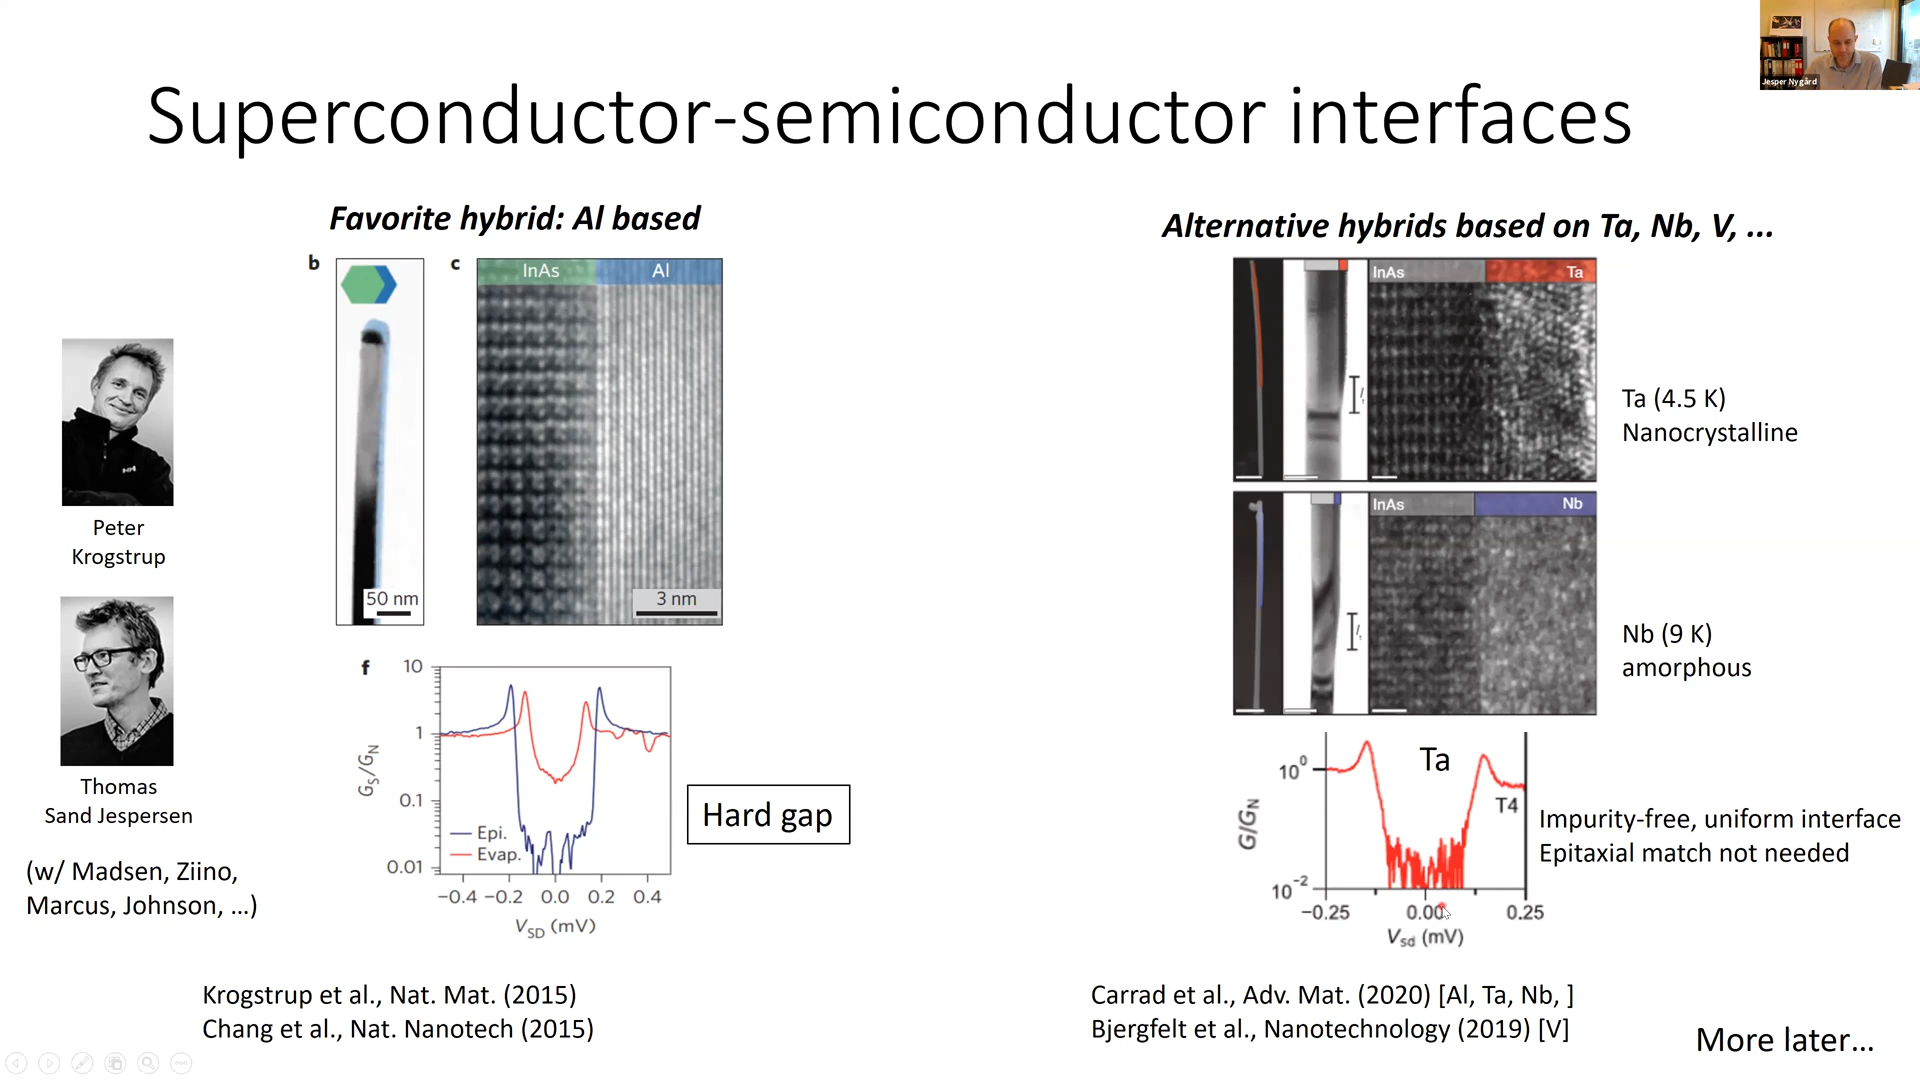 Jesper Nygård
Superconductor-semiconductor interfaces
Favorite hybrid: Al based
b
c
InAs
Al
50 nm
3 nm
Peter
Krogstrup
Thomas
Sand Jespersen
(w/ Madsen, Ziino,
Marcus, Johnson, ...)
f
10
1
0.1
0.01
G_S/G_N
Epi.
Evap.
−0.4
−0.2
0.0
0.2
0.4
V_SD (mV)
Hard gap
Krogstrup et al., Nat. Mat. (2015)
Chang et al., Nat. Nanotech (2015)
Alternative hybrids based on Ta, Nb, V, ...
InAs
Ta
Ta (4.5 K)
Nanocrystalline
InAs
Nb
Nb (9 K)
amorphous
Ta
T4
10⁰
10⁻²
G/G_N
−0.25
0.00
0.25
V_sd (mV)
Impurity-free, uniform interface
Epitaxial match not needed
Carrad et al., Adv. Mat. (2020) [Al, Ta, Nb, ]
Bjergfelt et al., Nanotechnology (2019) [V]
More later...